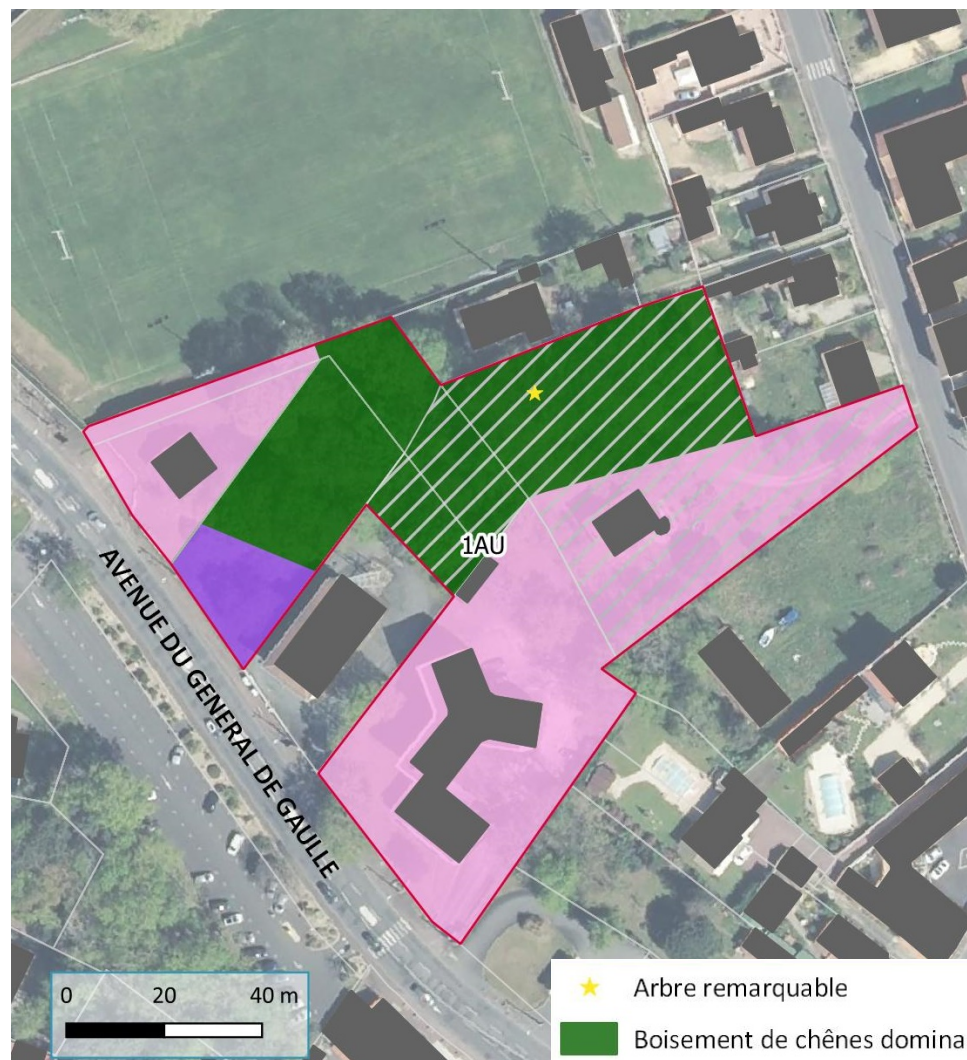 1AU
AVENUE DU GENERAL DE GAULLE
0 20 40 m
Arbre remarquable
Boisement de chênes domina